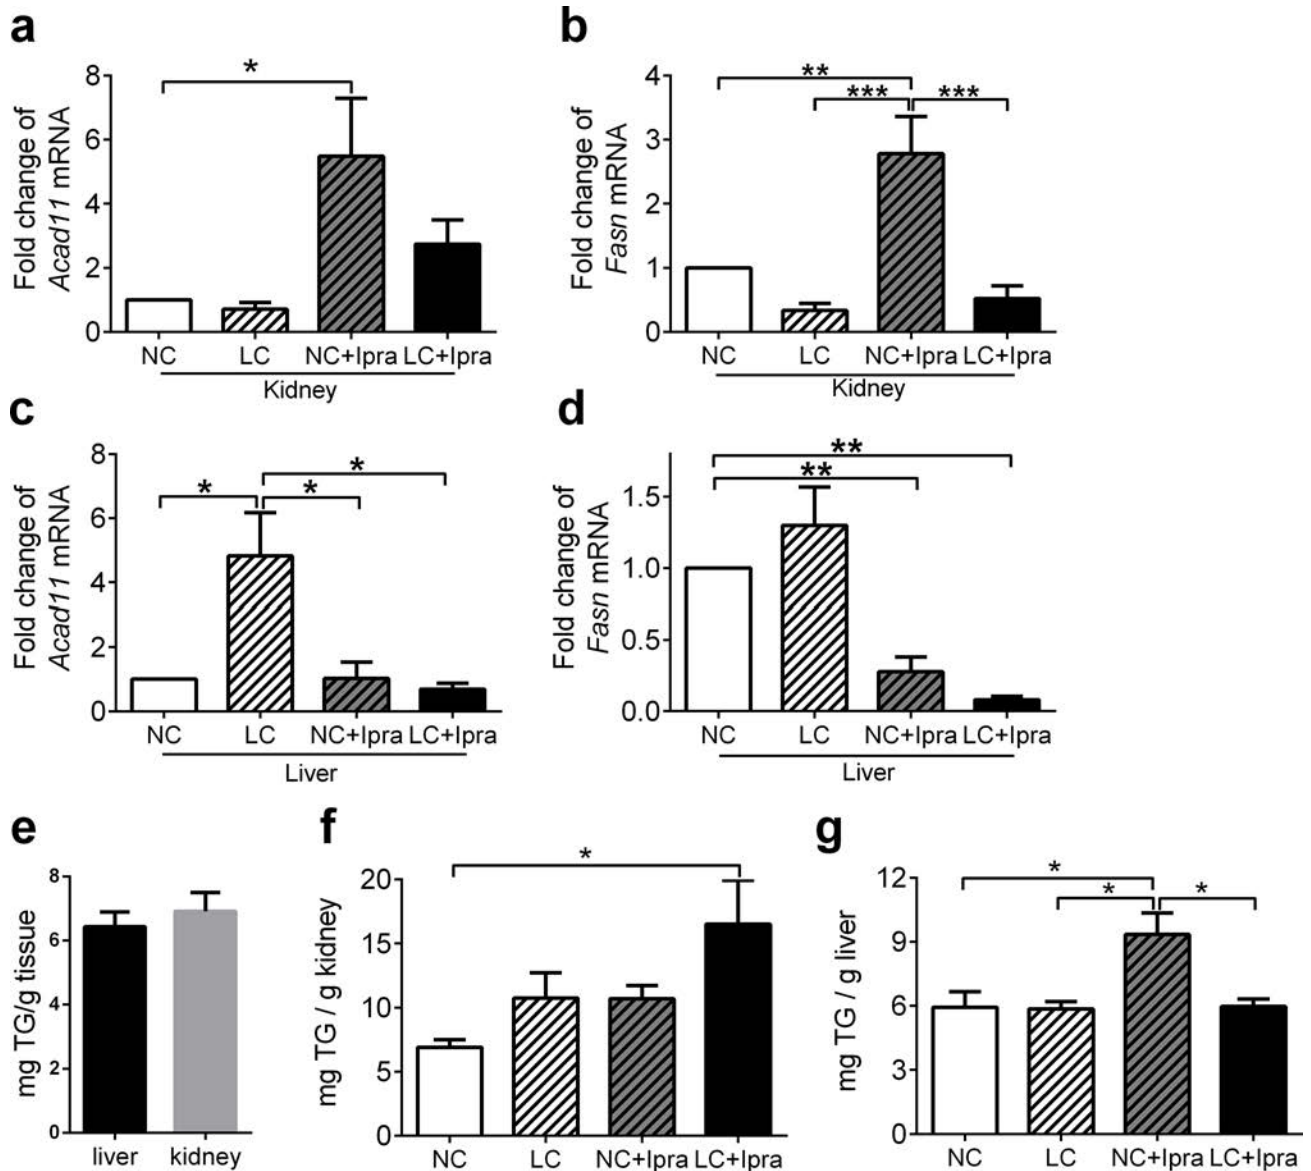 a
Fold change of
Acad11 mRNA
8
6
4
2
0
*
NC LC NC+Ipra LC+Ipra
Kidney
b
Fold change of
Fasn mRNA
4
3
2
1
0
**
*** ***
NC LC NC+Ipra LC+Ipra
Kidney
c
Fold change of
Acad11 mRNA
8
6
4
2
0
*
* *
NC LC NC+Ipra LC+Ipra
Liver
d
Fold change of
Fasn mRNA
1.5
1.0
0.5
0.0
**
**
NC LC NC+Ipra LC+Ipra
Liver
e
mg TG/g tissue
8
6
4
2
0
liver kidney
f
mg TG / g kidney
20
15
10
5
0
*
NC LC NC+Ipra LC+Ipra
g
mg TG / g liver
12
9
6
3
0
*
* *
NC LC NC+Ipra LC+Ipra